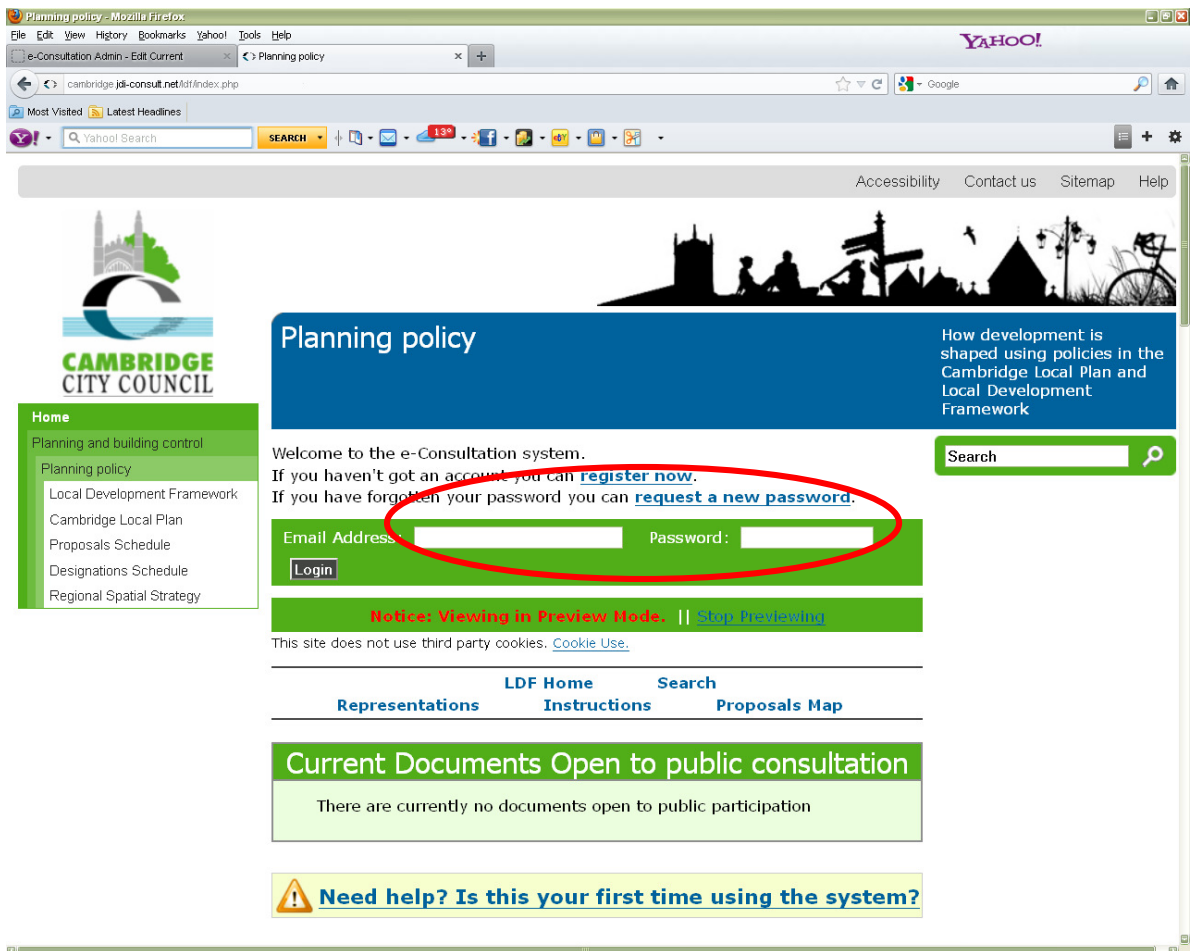 Planning policy - Mozilla Firefox
File Edit View History Bookmarks Yahoo! Tools Help
YAHOO!
e-Consultation Admin - Edit Current × Planning policy × +
cambridge.jdi-consult.net/ldf/index.php Google
Most Visited Latest Headlines
Y! Yahoo! Search SEARCH 13°
Accessibility Contact us Sitemap Help
CAMBRIDGE
CITY COUNCIL
Home
Planning and building control
Planning policy
Local Development Framework
Cambridge Local Plan
Proposals Schedule
Designations Schedule
Regional Spatial Strategy
Planning policy
How development is
shaped using policies in the
Cambridge Local Plan and
Local Development
Framework
Search
Welcome to the e-Consultation system.
If you haven't got an account you can register now.
If you have forgotten your password you can request a new password.
Email Address: Password:
Login
Notice: Viewing in Preview Mode. || Stop Previewing
This site does not use third party cookies. Cookie Use.
LDF Home Search
Representations Instructions Proposals Map
Current Documents Open to public consultation
There are currently no documents open to public participation
Need help? Is this your first time using the system?